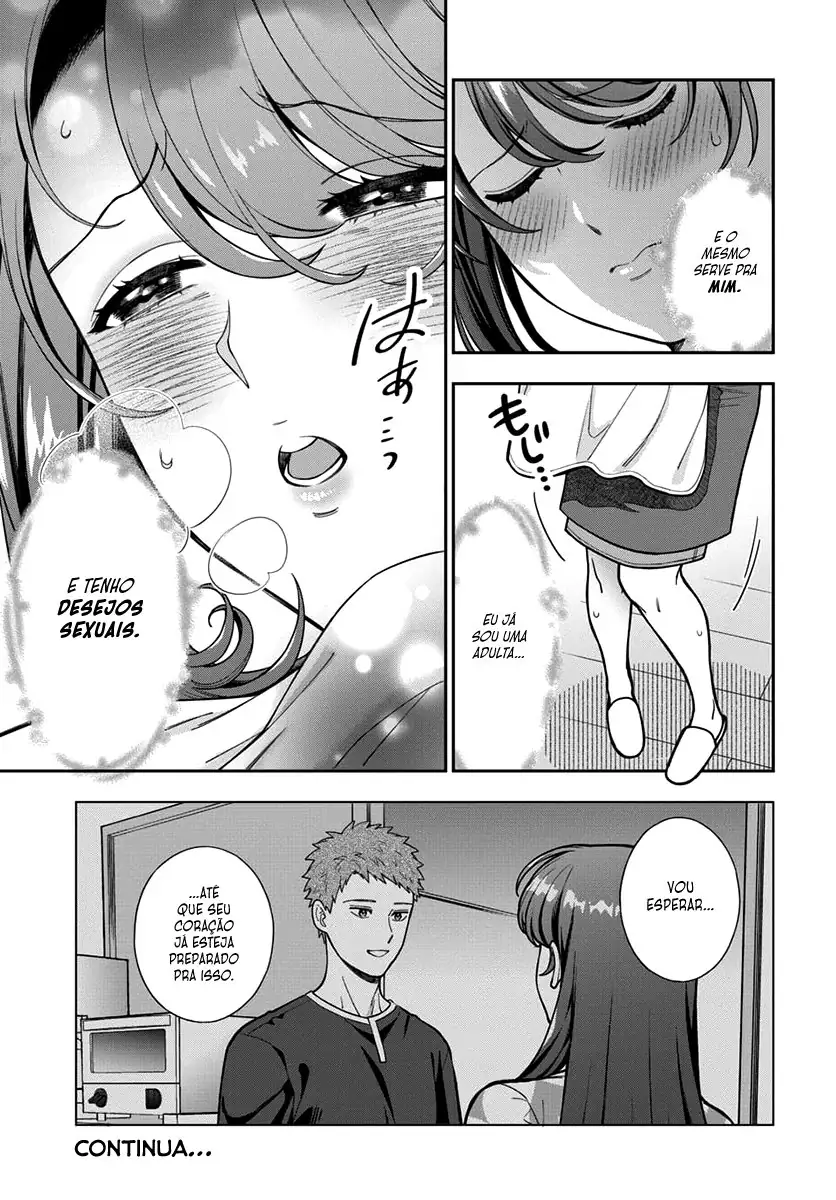 E O
MESMO
SERVE PRA
MIM.
もじ…
EU JÁ
SOU UMA
ADULTA...
はぁ…っ
E TENHO
DESEJOS
SEXUAIS.
VOU
ESPERAR...
...ATÉ
QUE SEU
CORAÇÃO
JÁ ESTEJA
PREPARADO
PRA ISSO.
CONTINUA...